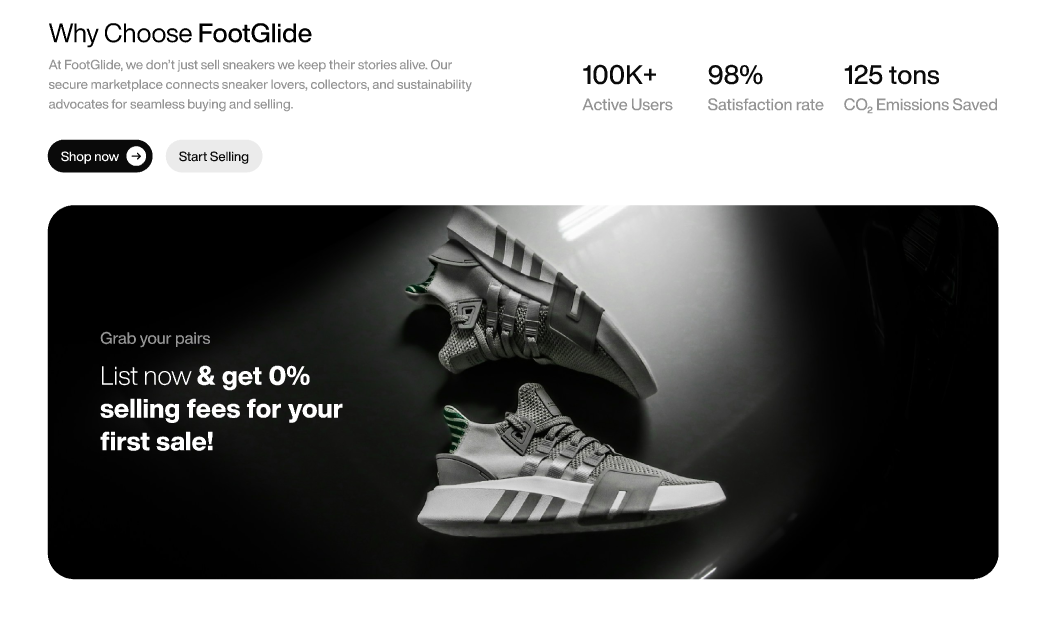 Why Choose FootGlide
At FootGlide, we don't just sell sneakers we keep their stories alive. Our
secure marketplace connects sneaker lovers, collectors, and sustainability
advocates for seamless buying and selling.
100K+
Active Users
98%
Satisfaction rate
125 tons
CO₂ Emissions Saved
Shop now
Start Selling
Grab your pairs
List now & get 0%
selling fees for your
first sale!